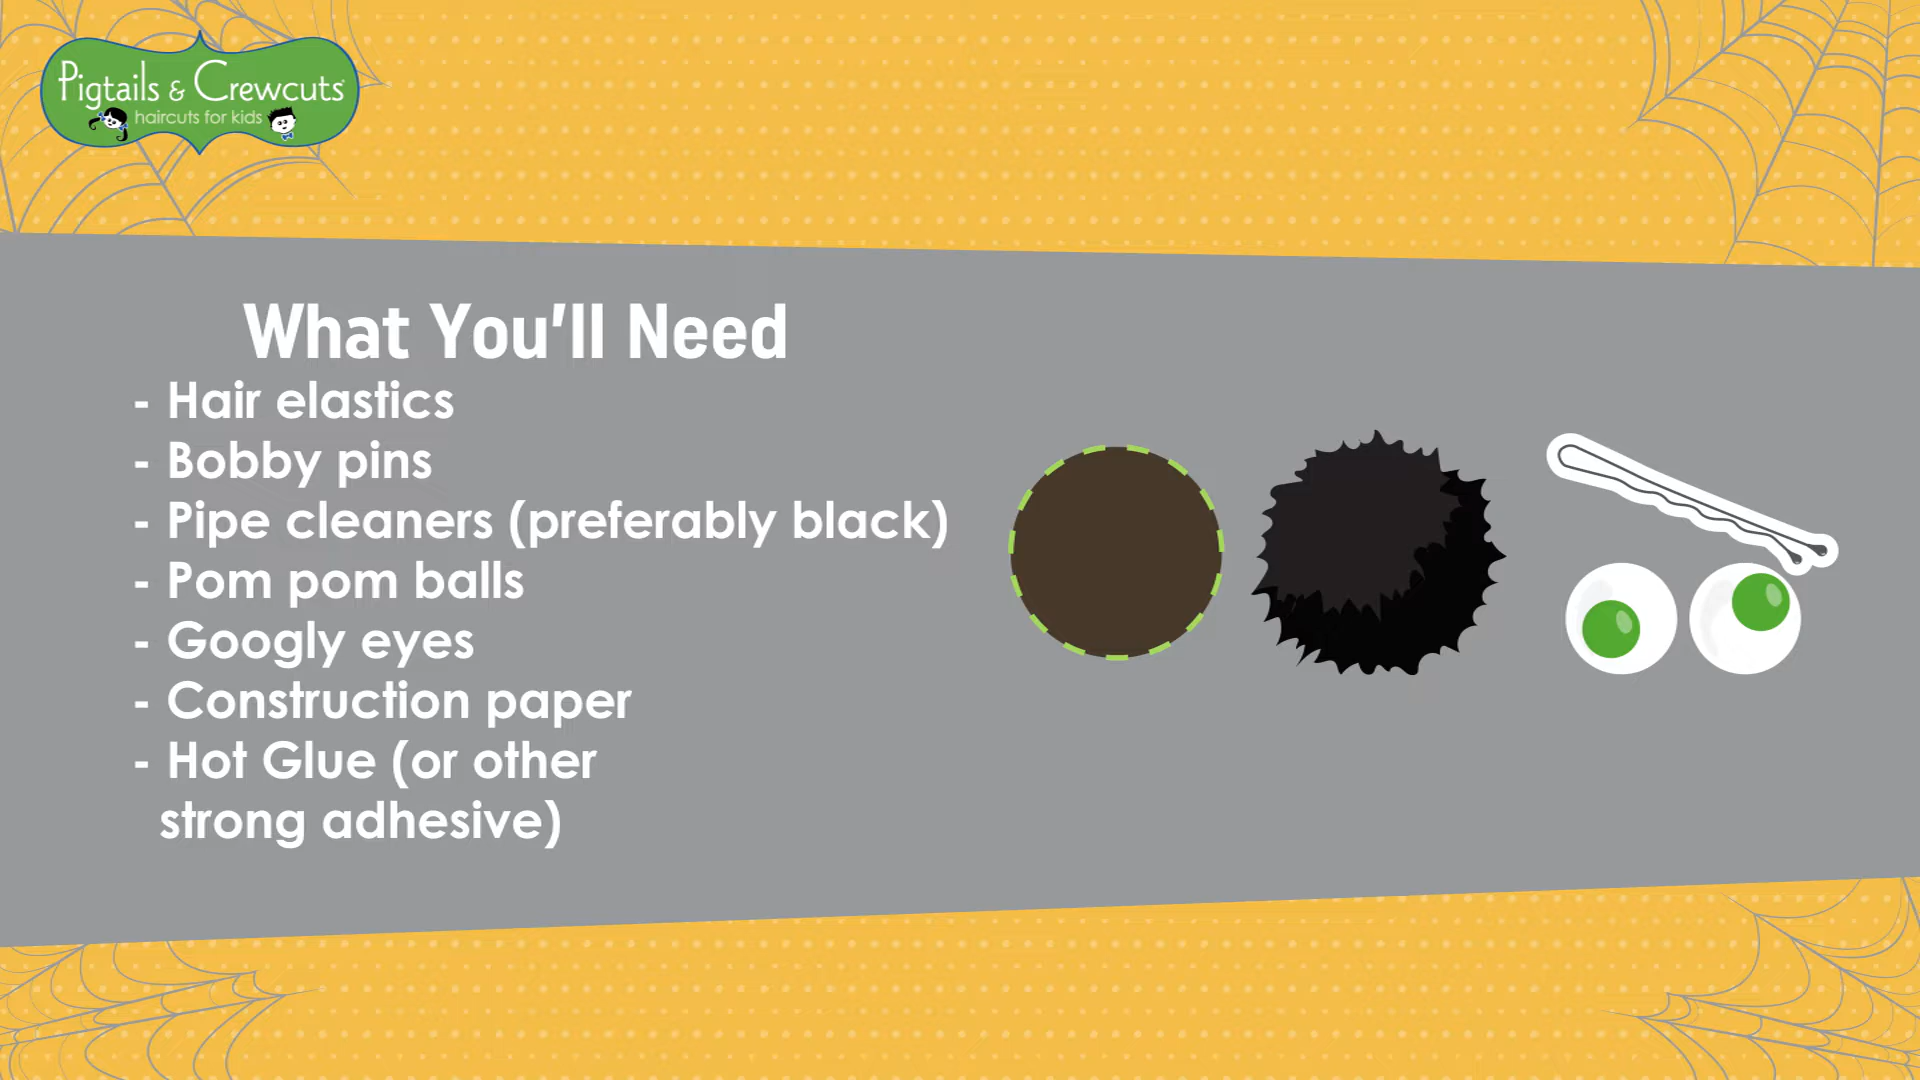 Pigtails & Crewcuts
haircuts for kids
What You'll Need
- Hair elastics
- Bobby pins
- Pipe cleaners (preferably black)
- Pom pom balls
- Googly eyes
- Construction paper
- Hot Glue (or other
strong adhesive)